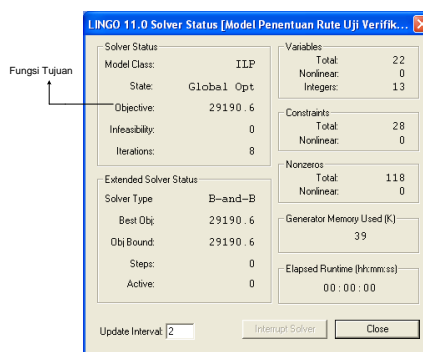 LINGO 11.0 Solver Status [Model Penentuan Rute Uji Verifik...
Fungsi Tujuan
Solver Status
Model Class: ILP
State: Global Opt
Objective: 29190.6
Infeasibility: 0
Iterations: 8
Extended Solver Status
Solver Type B-and-B
Best Obj: 29190.6
Obj Bound: 29190.6
Steps: 0
Active: 0
Variables
Total: 22
Nonlinear: 0
Integers: 13
Constraints
Total: 28
Nonlinear: 0
Nonzeros
Total: 118
Nonlinear: 0
Generator Memory Used (K)
39
Elapsed Runtime (hh:mm:ss)
00:00:00
Update Interval: 2
Interrupt Solver
Close